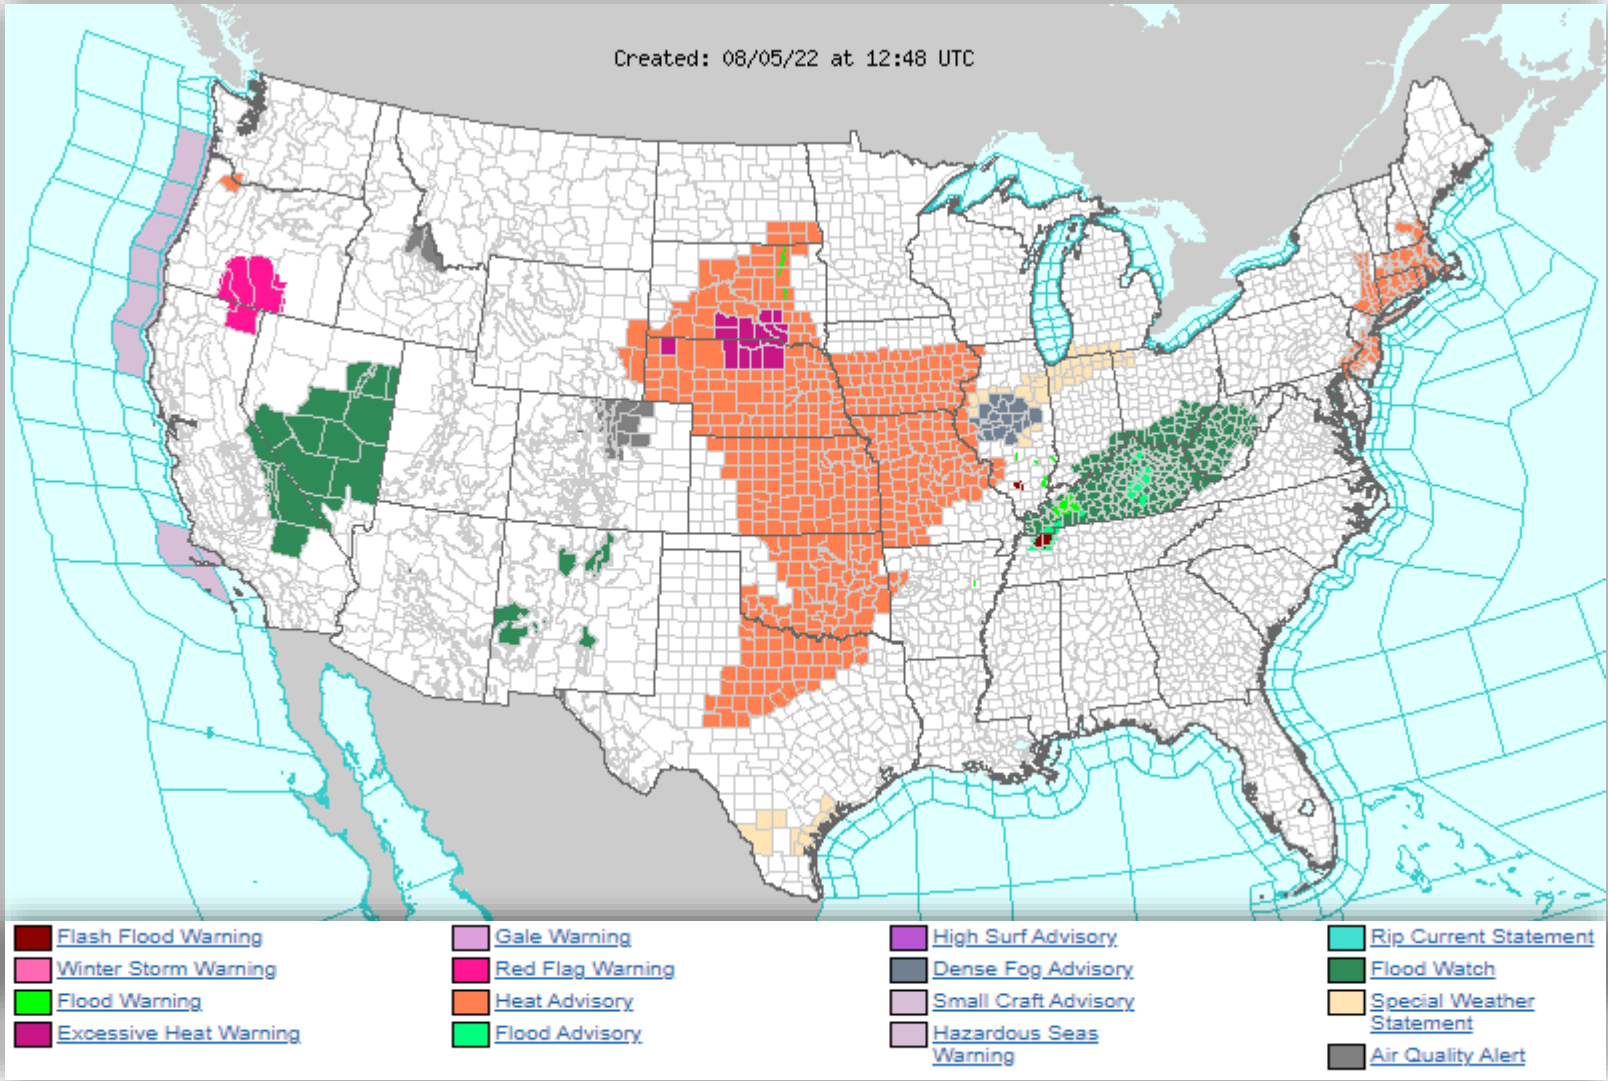 Created: 08/05/22 at 12:48 UTC
Flash Flood Warning
Winter Storm Warning
Flood Warning
Excessive Heat Warning
Gale Warning
Red Flag Warning
Heat Advisory
Flood Advisory
High Surf Advisory
Dense Fog Advisory
Small Craft Advisory
Hazardous Seas
Warning
Rip Current Statement
Flood Watch
Special Weather
Statement
Air Quality Alert